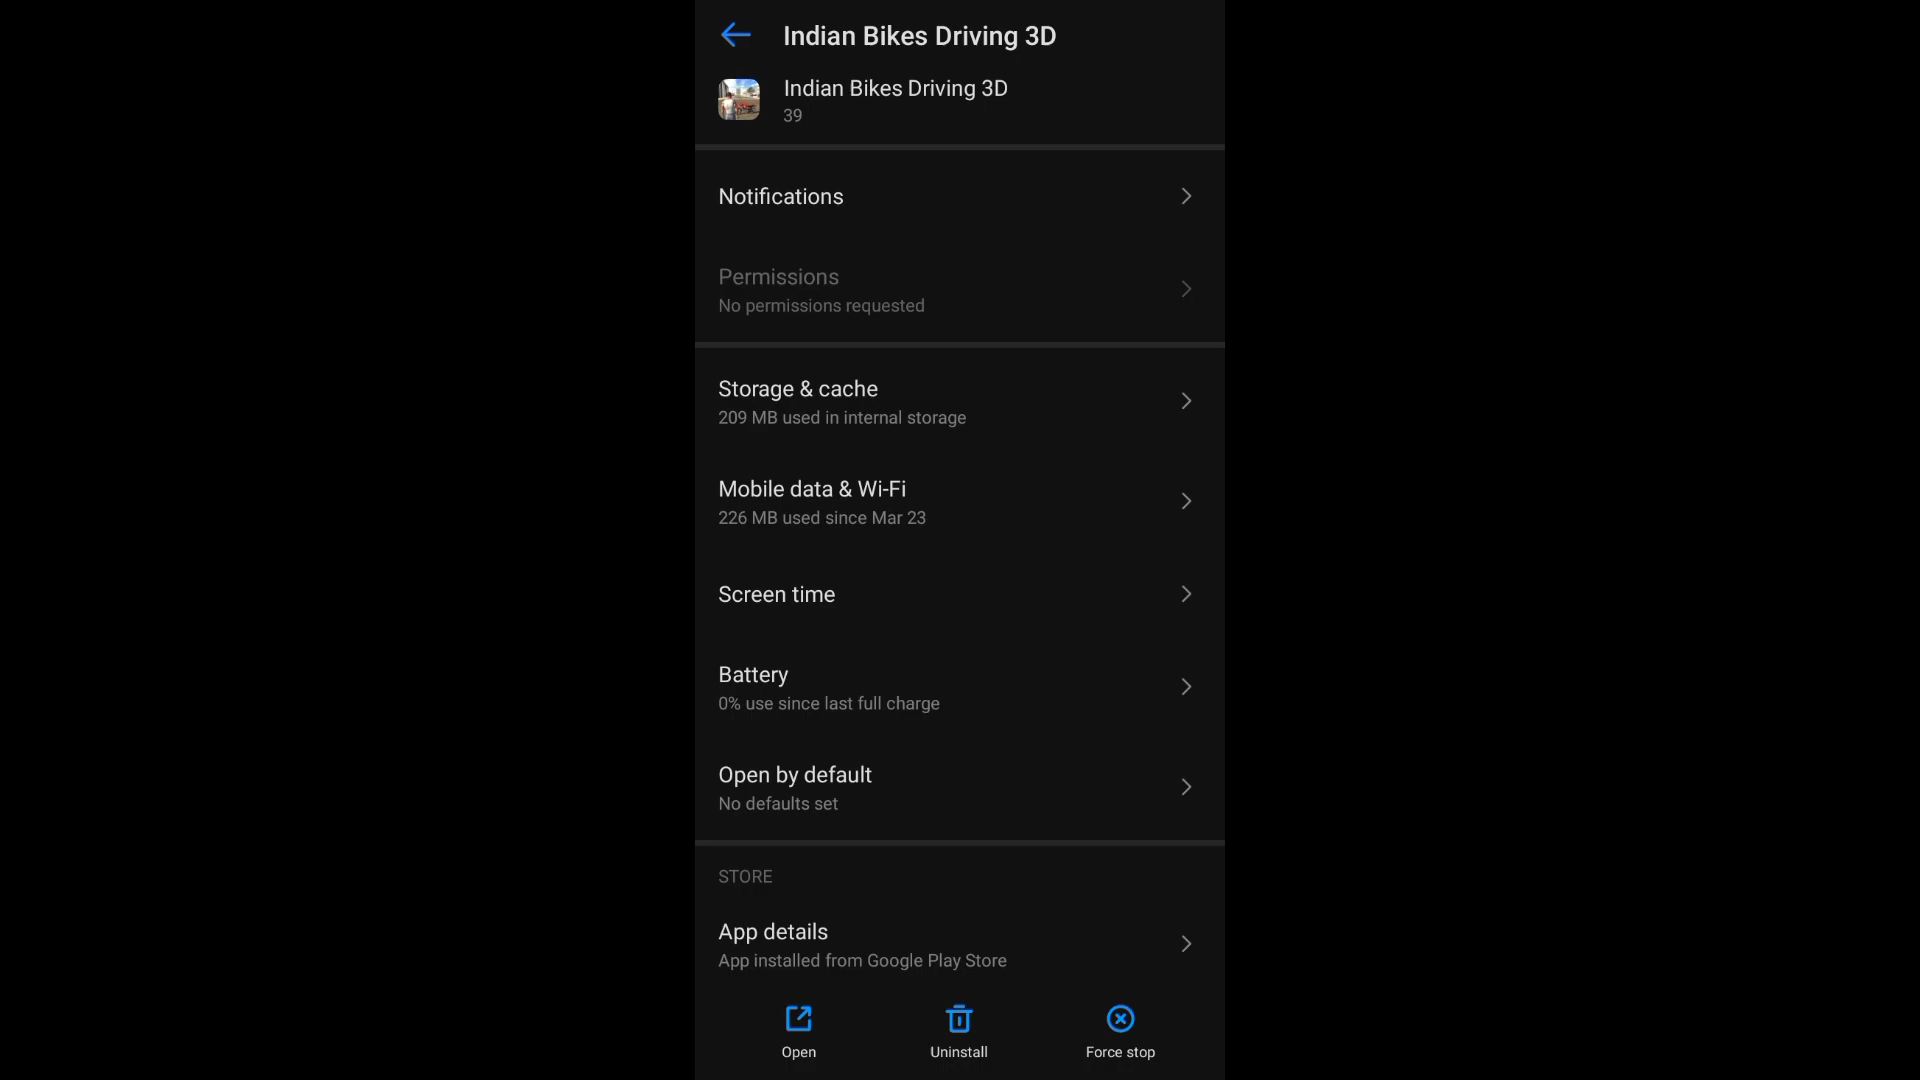 Indian Bikes Driving 3D
Indian Bikes Driving 3D
39
Notifications
Permissions
No permissions requested
Storage & cache
209 MB used in internal storage
Mobile data & Wi-Fi
226 MB used since Mar 23
Screen time
Battery
0% use since last full charge
Open by default
No defaults set
STORE
App details
App installed from Google Play Store
Open
Uninstall
Force stop